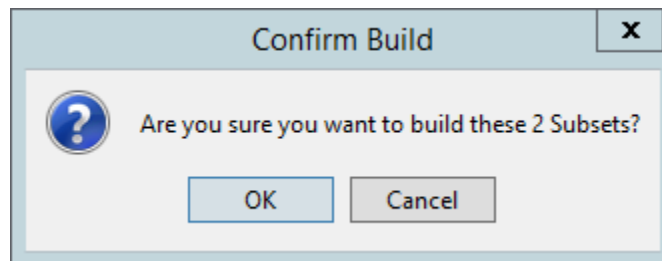 Confirm Build
x
?
Are you sure you want to build these 2 Subsets?
OK
Cancel